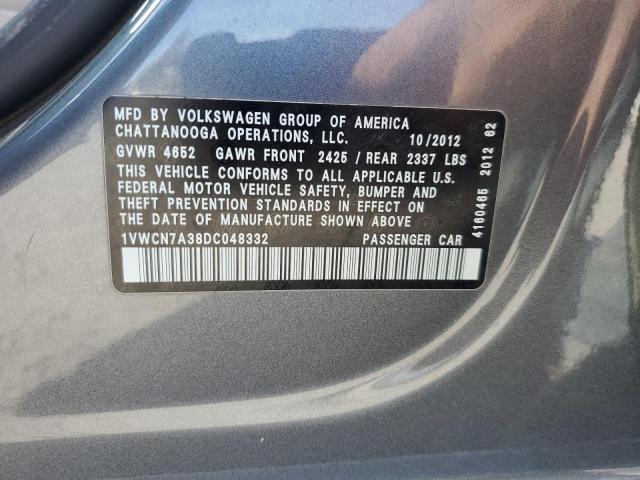 MFD BY VOLKSWAGEN GROUP OF AMERICA
CHATTANOOGA OPERATIONS, LLC. 10/2012
GVWR 4652 GAWR FRONT 2425 / REAR 2337 LBS
THIS VEHICLE CONFORMS TO ALL APPLICABLE U.S.
FEDERAL MOTOR VEHICLE SAFETY, BUMPER AND
THEFT PREVENTION STANDARDS IN EFFECT ON
THE DATE OF MANUFACTURE SHOWN ABOVE
1VWCN7A38DC048332 PASSENGER CAR
4160465 2012 62